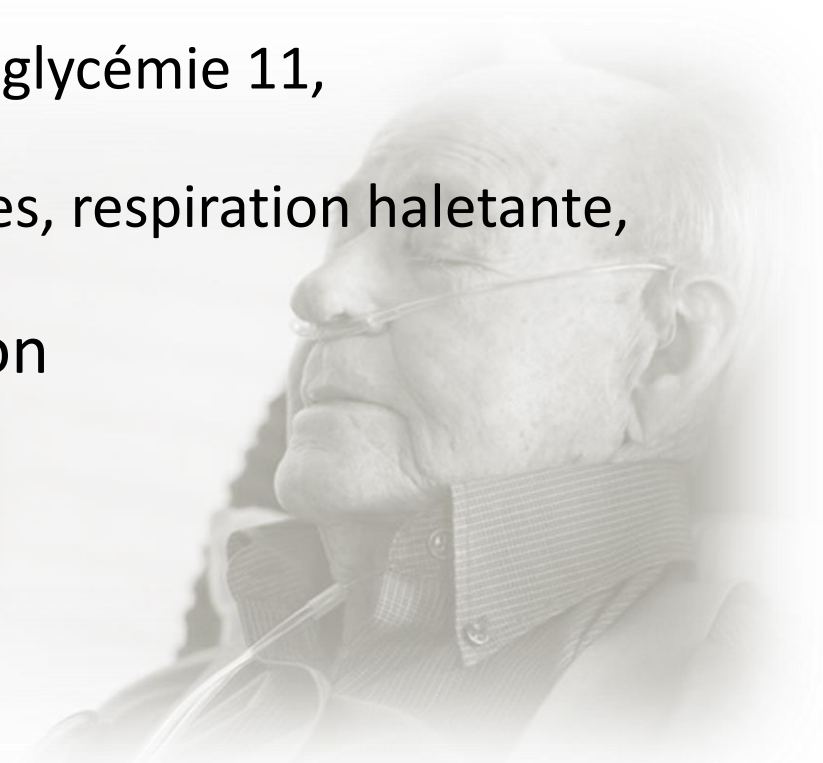 glycémie 11,
es, respiration haletante,
on